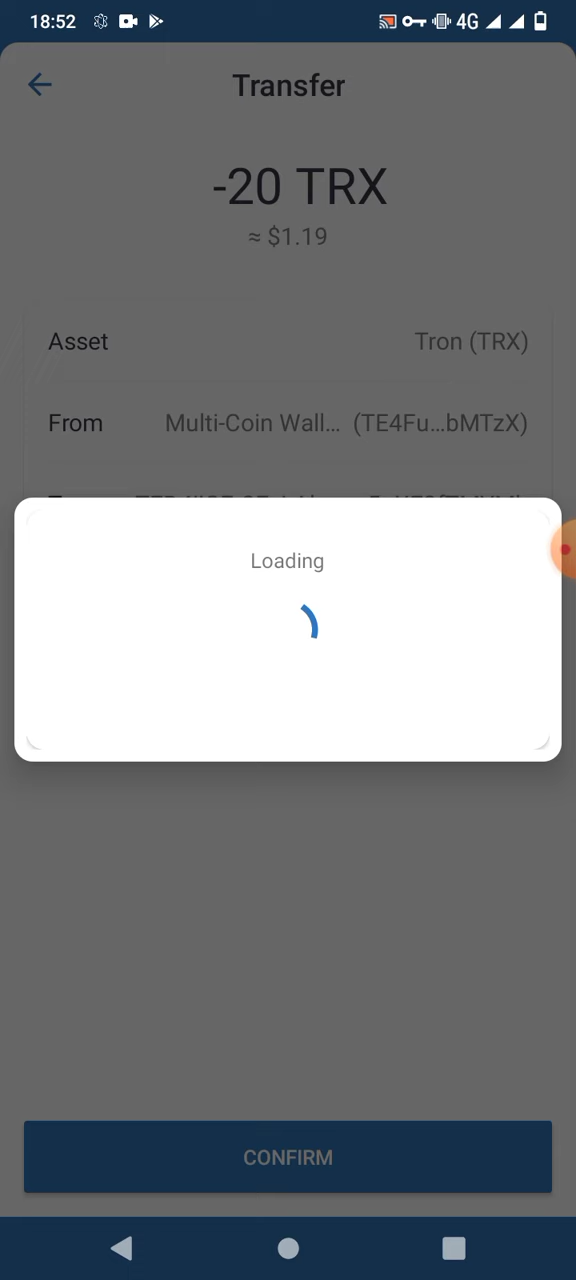 18:52 4G
Transfer
-20 TRX
≈ $1.19
Asset Tron (TRX)
From Multi-Coin Wall... (TE4Fu...bMTzX)
Loading
CONFIRM